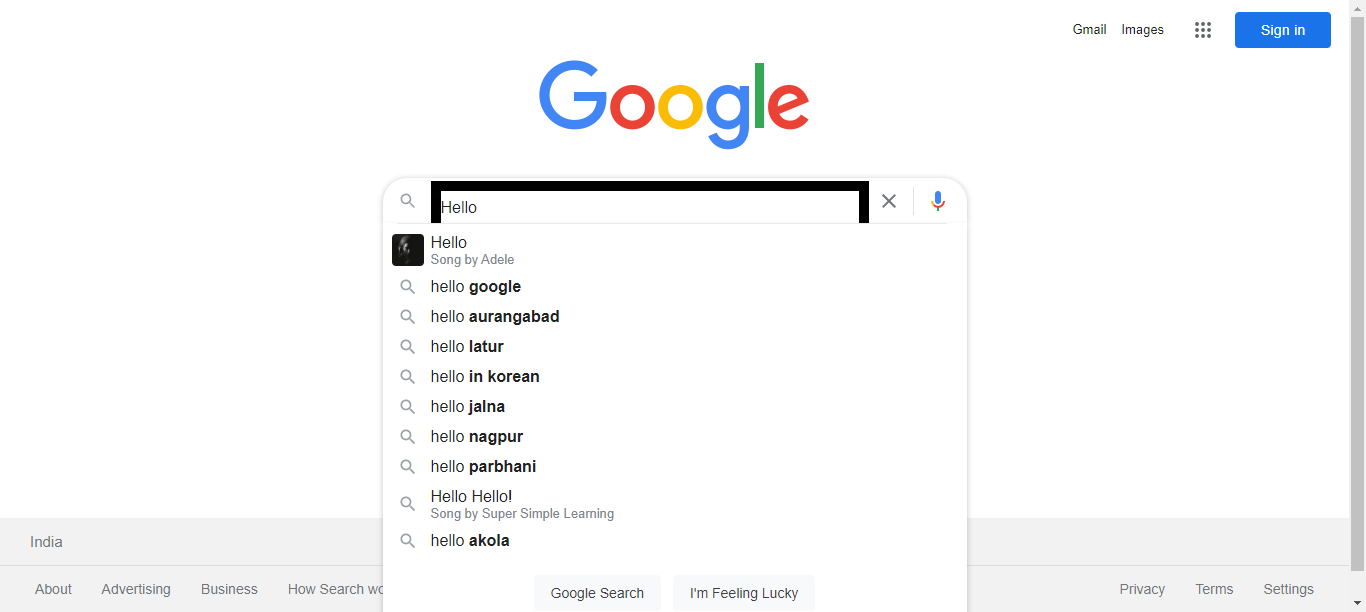 Gmail Images Sign in
Google
Hello
Hello
Song by Adele
hello google
hello aurangabad
hello latur
hello in korean
hello jalna
hello nagpur
hello parbhani
Hello Hello!
Song by Super Simple Learning
hello akola
Google Search I'm Feeling Lucky
India
About Advertising Business How Search Privacy Terms Settings